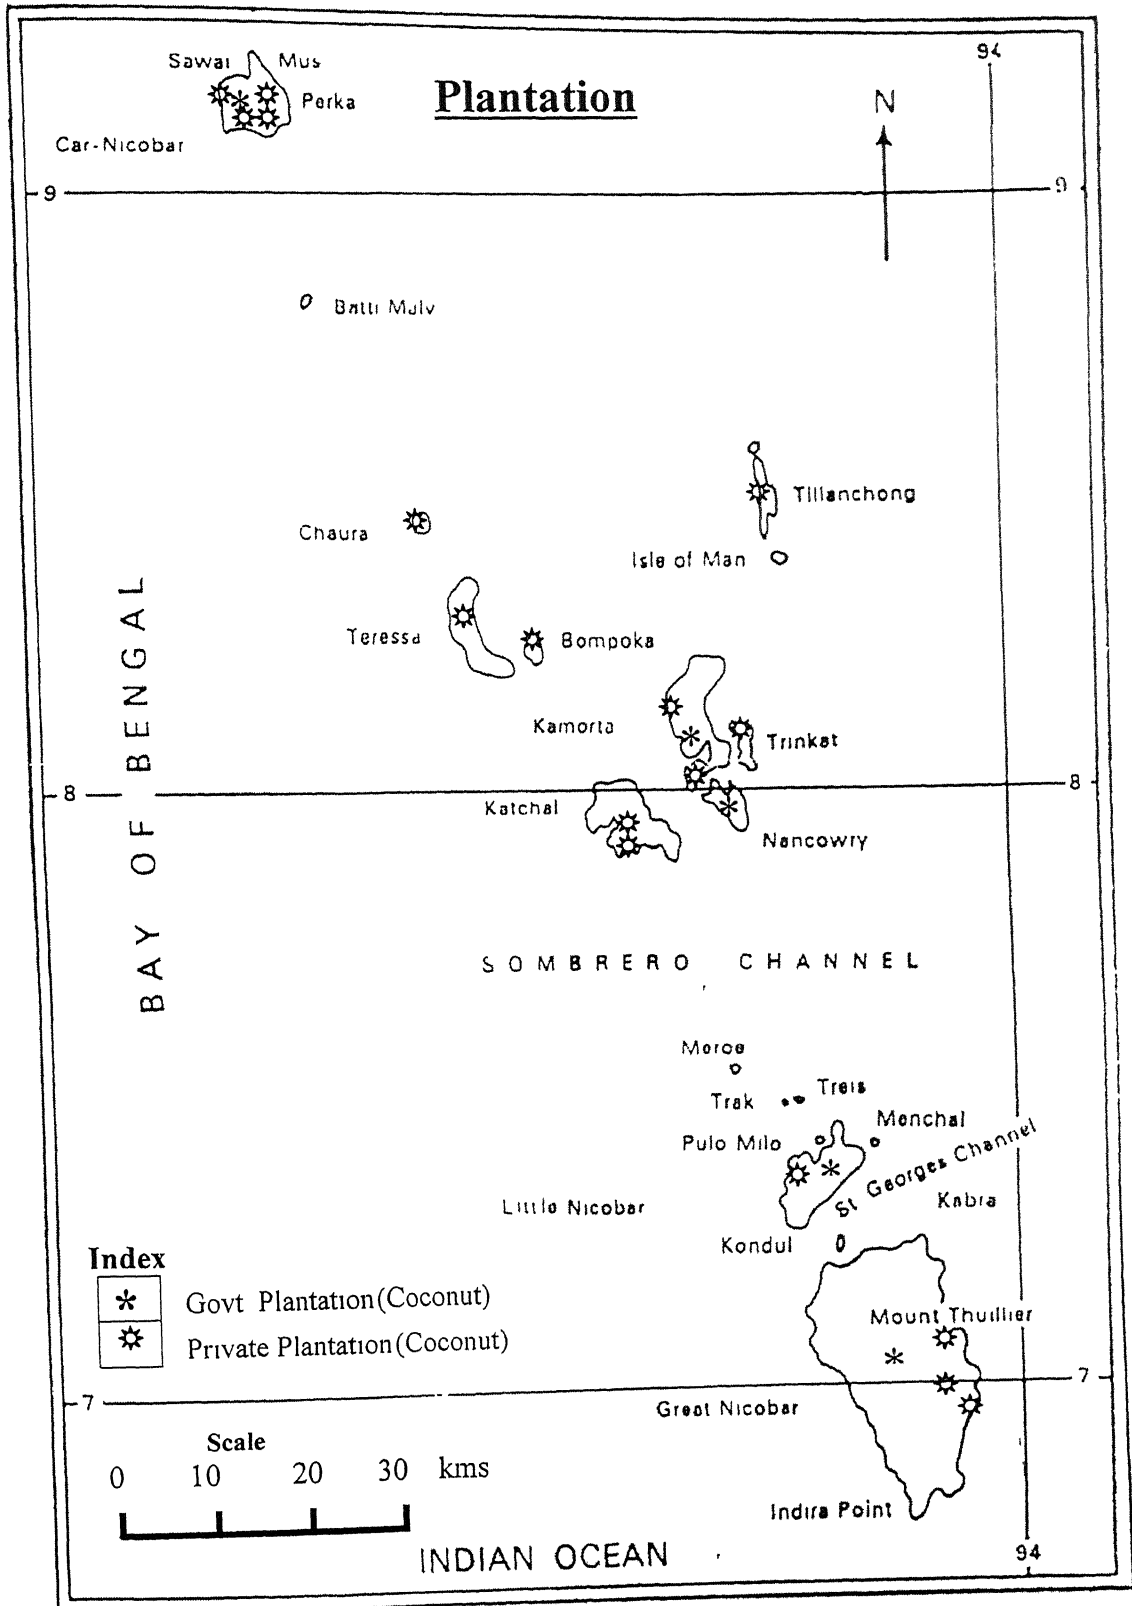 94
Sawai Mus
Plantation
Perka
N
Car-Nicobar
9 9
Batti Malv
Tillanchong
Chaura
Isle of Man
Teressa
Bompoka
Kamorta
Trinkat
8 8
Katchal
Nancowry
BAY OF BENGAL
SOMBRERO CHANNEL
Meroe
Treis
Trak
Menchal
Pulo Milo
St Georges Channel
Little Nicobar
Kabra
Kondul
Index
Govt Plantation(Coconut)
Mount Thuillier
Private Plantation(Coconut)
7 7
Great Nicobar
Scale
0 10 20 30 kms
Indira Point
INDIAN OCEAN
94